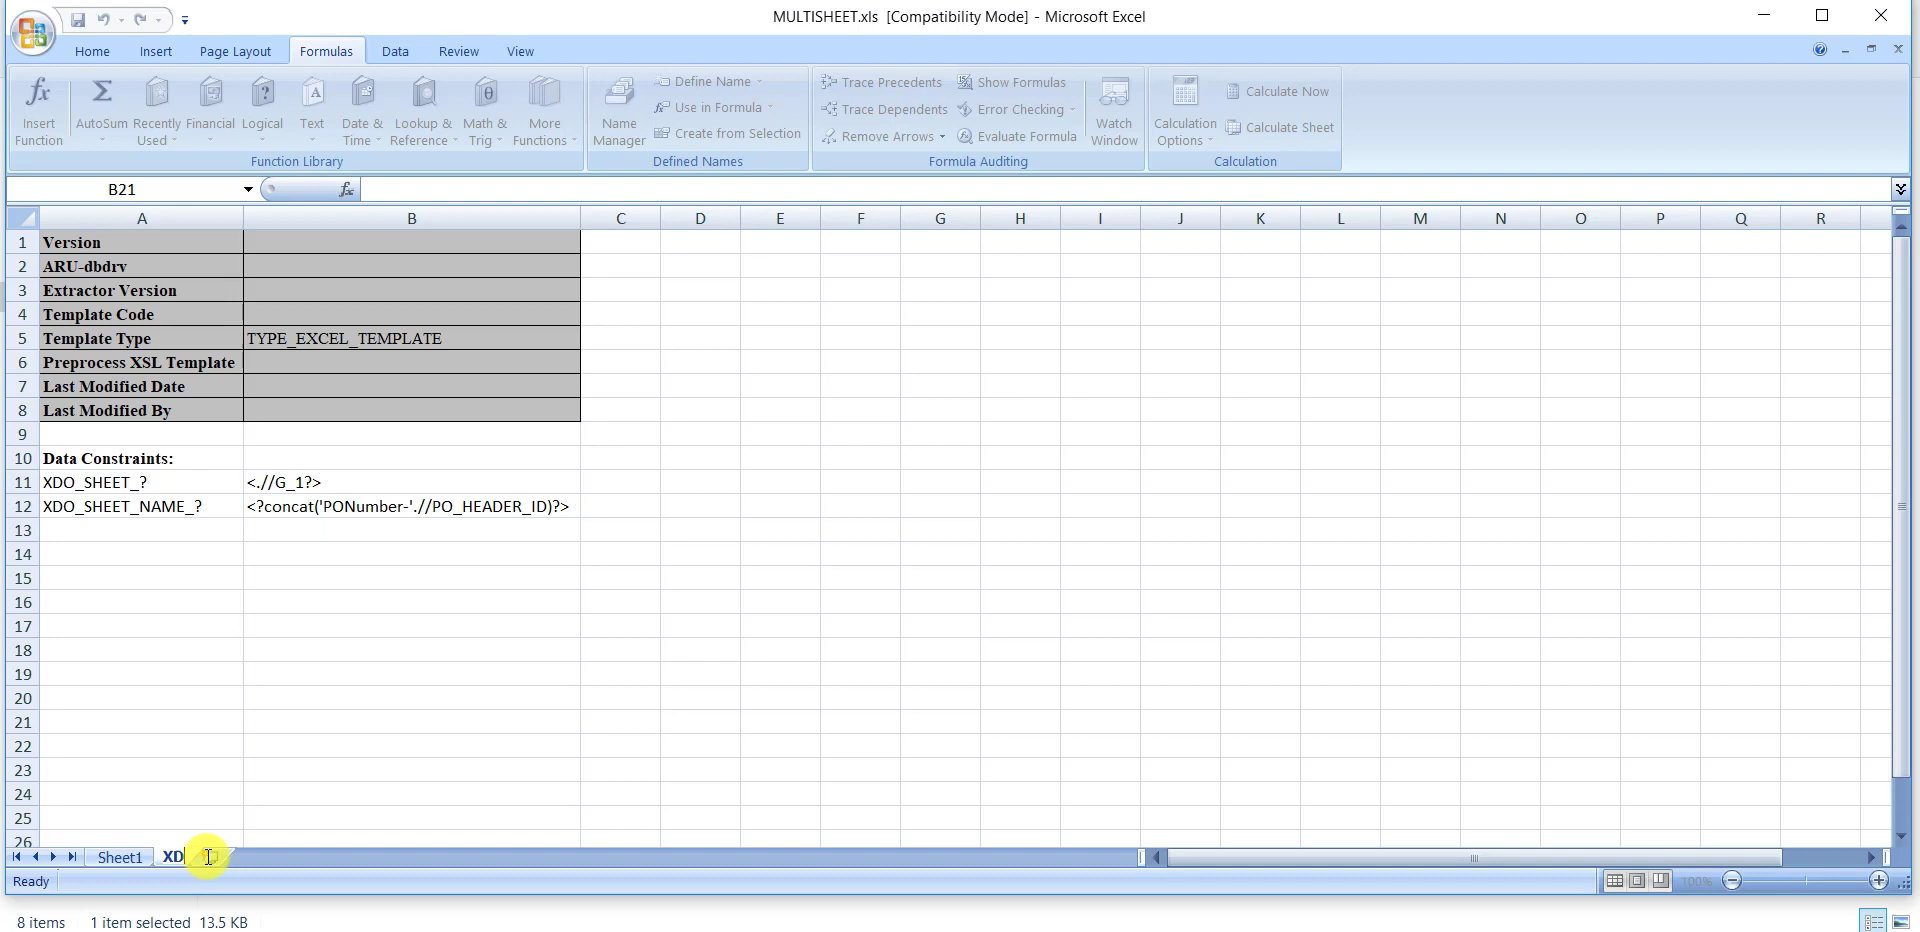 MULTISHEET.xls [Compatibility Mode] - Microsoft Excel
Home Insert Page Layout Formulas Data Review View
Insert Function
AutoSum
Recently Used
Financial
Logical
Text
Date & Time
Lookup & Reference
Math & Trig
More Functions
Function Library
Name Manager
Define Name
Use in Formula
Create from Selection
Defined Names
Trace Precedents
Trace Dependents
Remove Arrows
Show Formulas
Error Checking
Evaluate Formula
Watch Window
Formula Auditing
Calculation Options
Calculate Now
Calculate Sheet
Calculation
B21 fx
A B C D E F G H I J K L M N O P Q R
1 Version
2 ARU-dbdrv
3 Extractor Version
4 Template Code
5 Template Type TYPE_EXCEL_TEMPLATE
6 Preprocess XSL Template
7 Last Modified Date
8 Last Modified By
9
10 Data Constraints:
11 XDO_SHEET_? <.//G_1?>
12 XDO_SHEET_NAME_? <?concat('PONumber-'.//PO_HEADER_ID)?>
13
14
15
16
17
18
19
20
21
22
23
24
25
26
Sheet1 XD
Ready 100%
8 items 1 item selected 13.5 KB